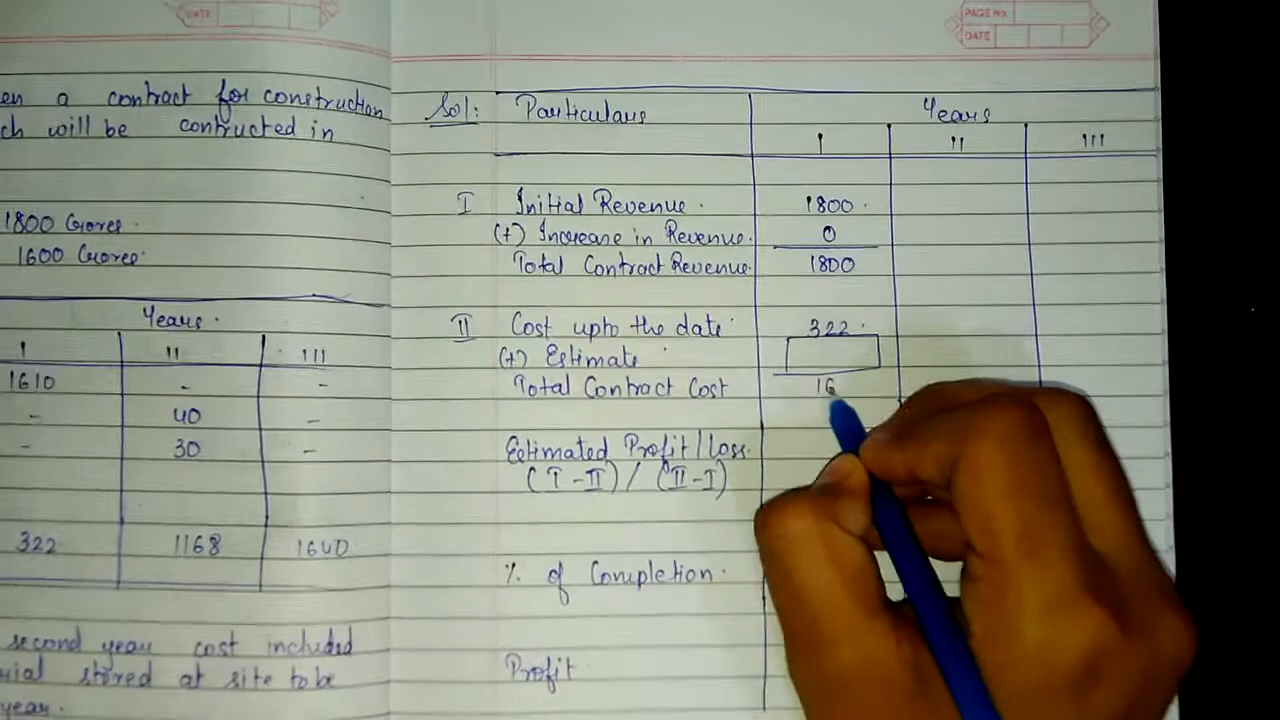 DATE
en a contract for construction
ch will be contructed in
1800 Crores.
1600 Crores.
Years.
I II III
1610 - -
- 40 -
- 30 -
322 1168 1640
second year cost included
rial stored at site to be
year.
PAGE NO.
DATE
Sol: Particulars Years
I II III
I Initial Revenue. 1800.
(+) Increase in Revenue. 0
Total Contract Revenue. 1800
II Cost upto the date. 322.
(+) Estimate
Total Contract Cost 16
Estimated Profit/Loss.
(I-II)/(II-I)
% of Completion.
Profit.